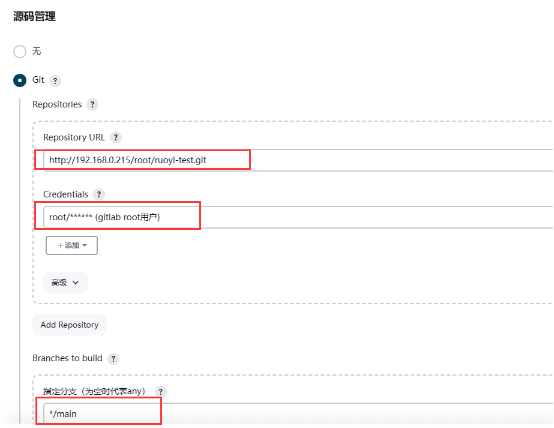 源码管理
无
Git ?
Repositories ?
Repository URL ?
http://192.168.0.215/root/ruoyi-test.git
Credentials ?
root/****** (gitlab root用户)
+ 添加
高级
Add Repository
Branches to build ?
指定分支（为空时代表any） ?
*/main